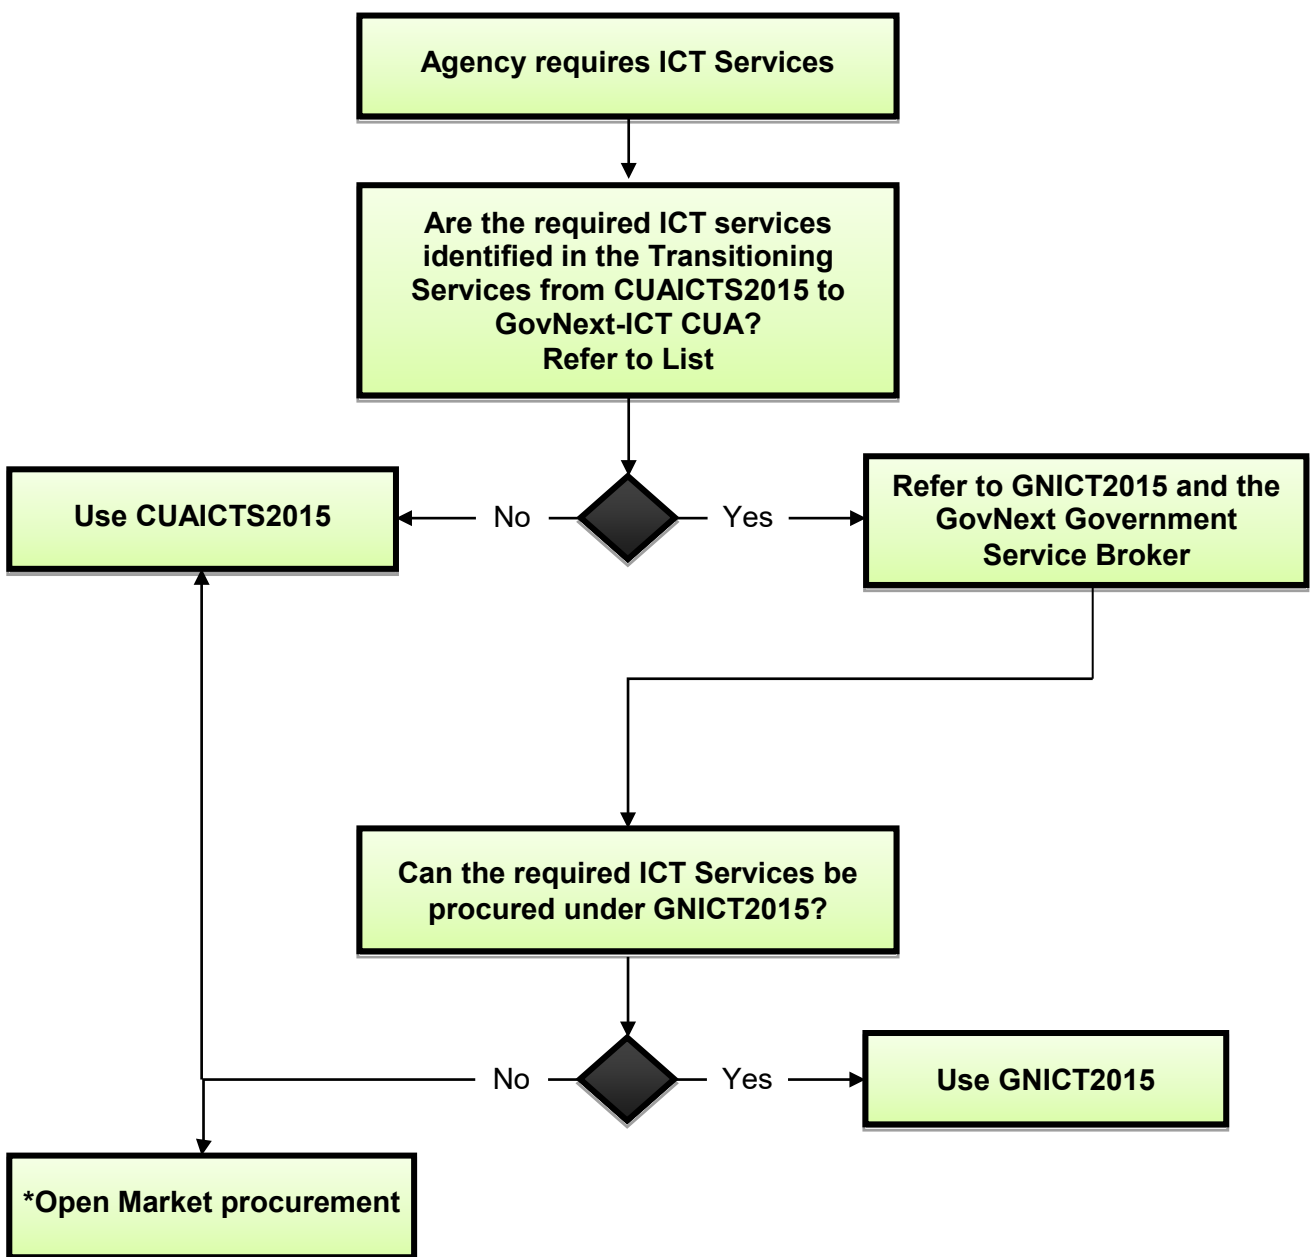 Agency requires ICT Services
Are the required ICT services
identified in the Transitioning
Services from CUAICTS2015 to
GovNext-ICT CUA?
Refer to List
Use CUAICTS2015
No
Yes
Refer to GNICT2015 and the
GovNext Government
Service Broker
Can the required ICT Services be
procured under GNICT2015?
No
Yes
Use GNICT2015
*Open Market procurement